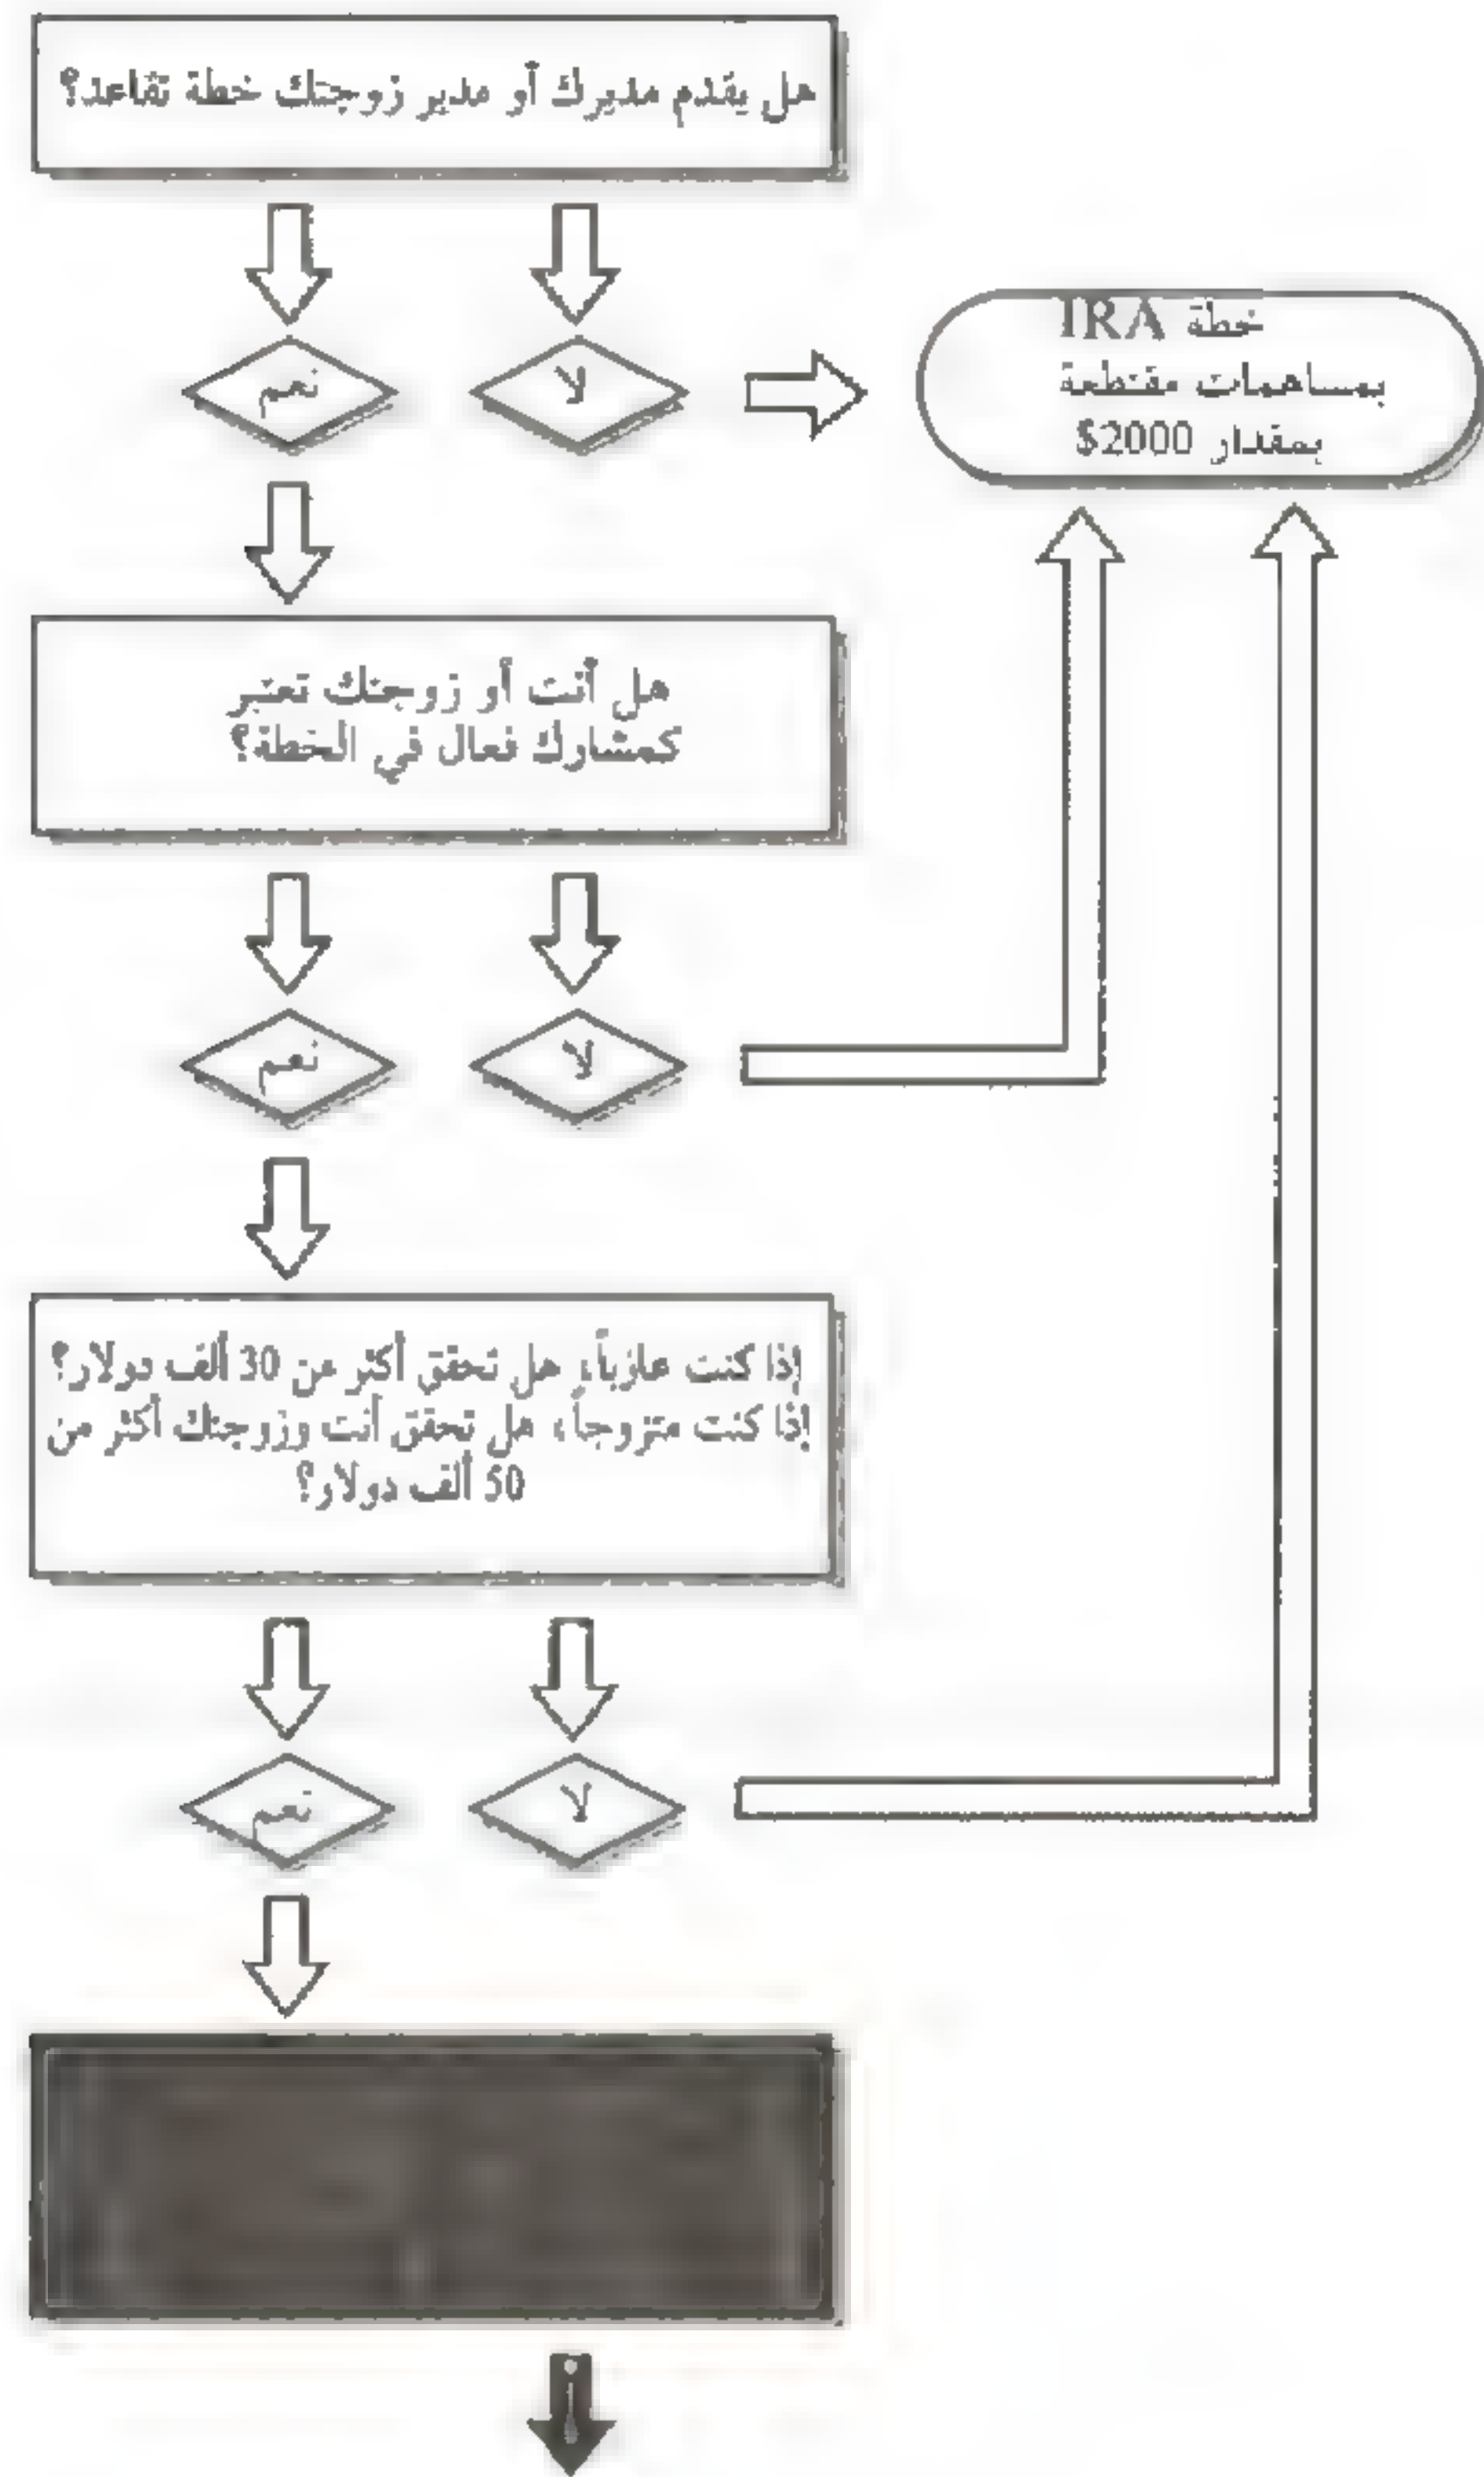 هل يقدم مديرك أو مدير زوجتك خطة تقاعد؟
نعم
لا
خطة IRA
بمساهمات مقتطعة
بمقدار 2000$
هل أنت أو زوجتك تعتبر
كمشارك فعال في الخطة؟
نعم
لا
إذا كنت عازباً، هل تحقق أكثر من 30 ألف دولار؟
إذا كنت متزوجاً، هل تحقق أنت وزوجتك أكثر من
50 ألف دولار؟
نعم
لا